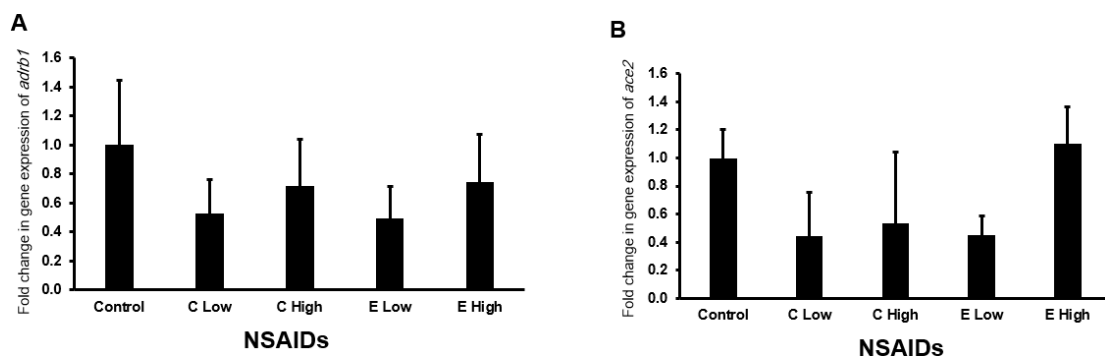 A
Fold change in gene expression of adrb1
1.6
1.4
1.2
1.0
0.8
0.6
0.4
0.2
0.0
Control C Low C High E Low E High
NSAIDs
B
Fold change in gene expression of ace2
1.6
1.4
1.2
1.0
0.8
0.6
0.4
0.2
0.0
Control C Low C High E Low E High
NSAIDs